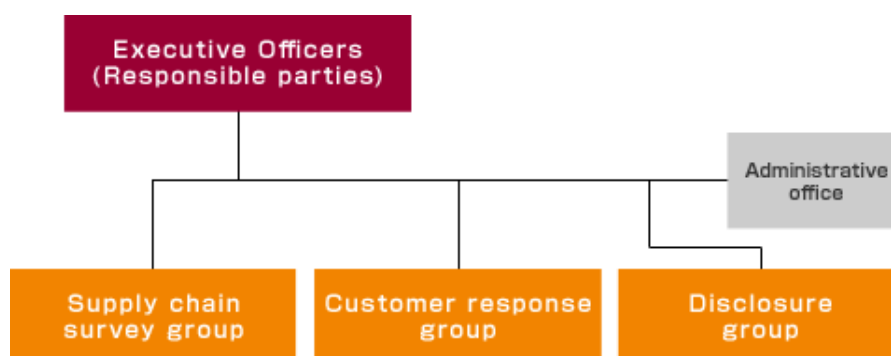 Executive Officers
(Responsible parties)
Administrative
office
Supply chain
survey group
Customer response
group
Disclosure
group